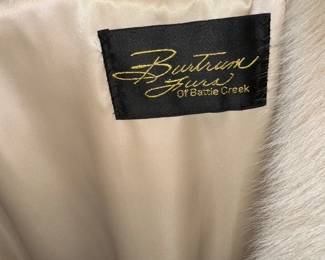 Burtrum
Furs
Of Battle Creek